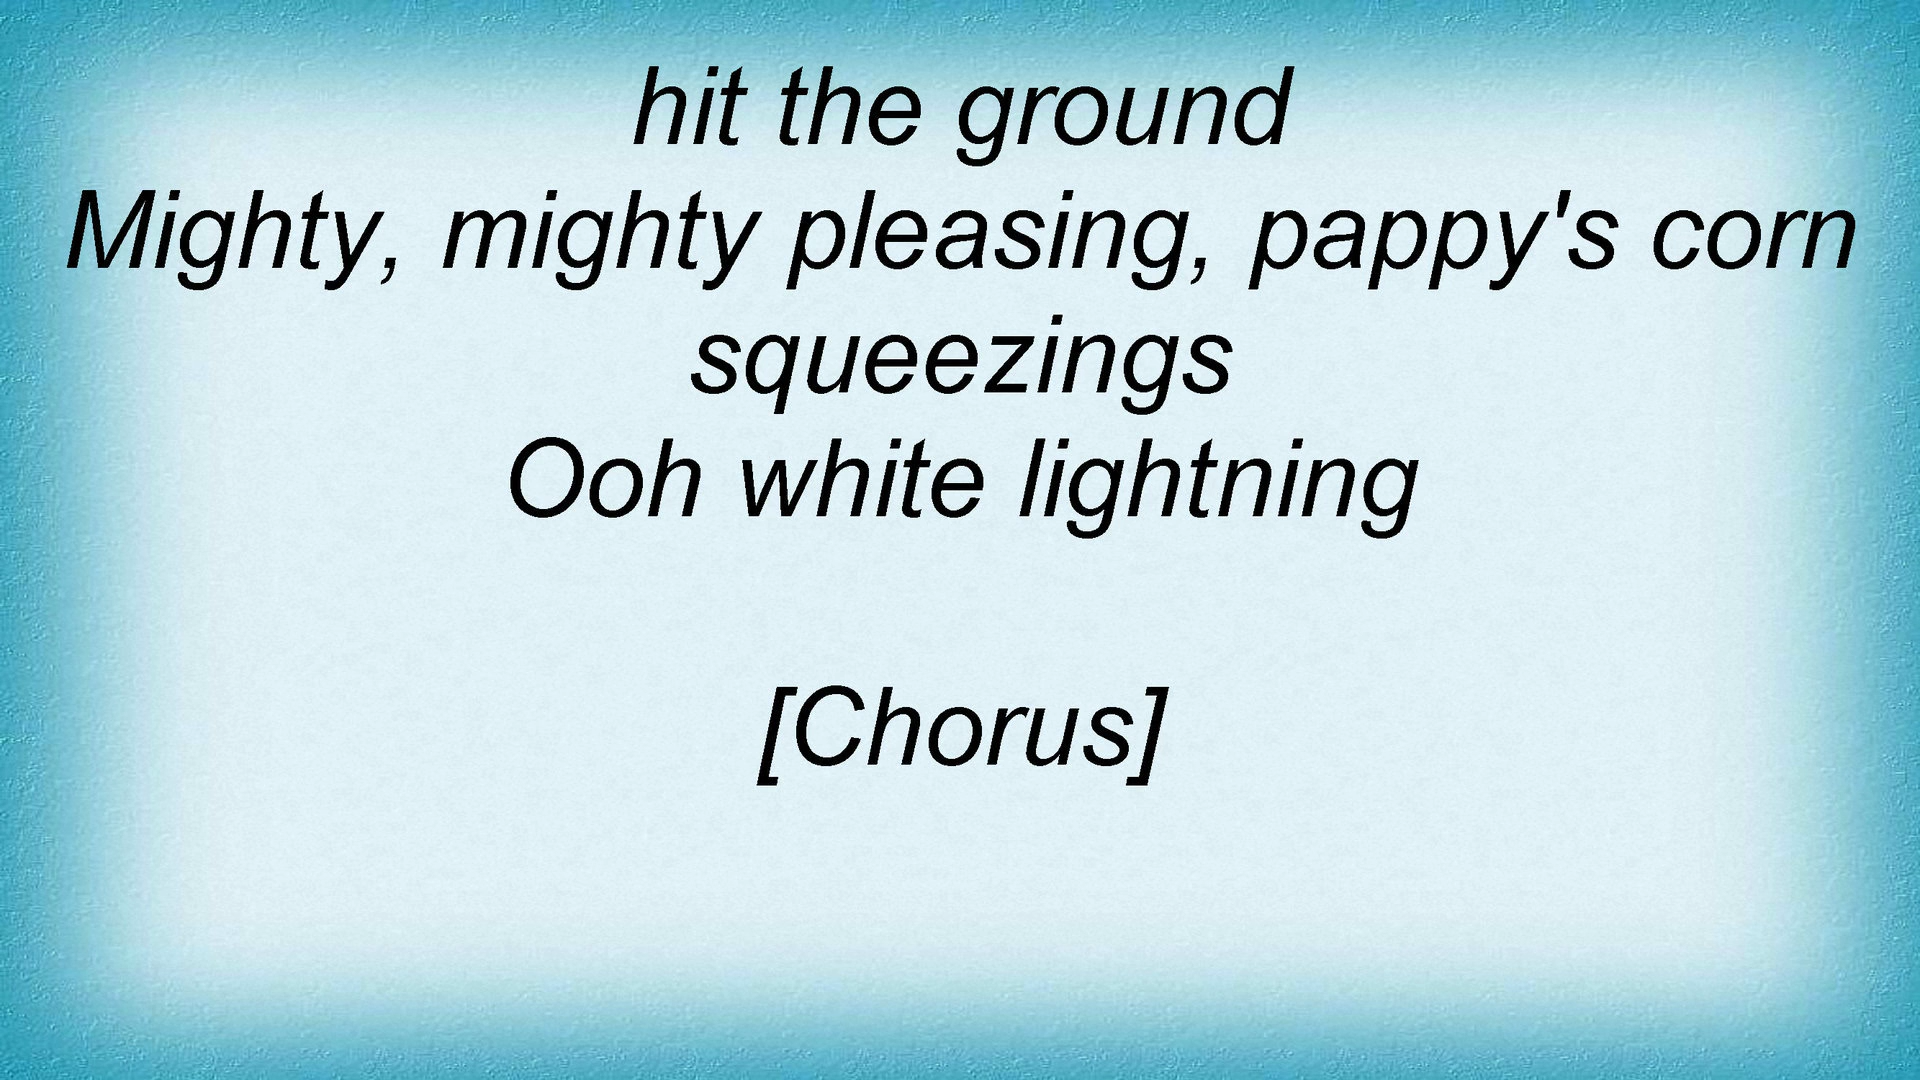 hit the ground
Mighty, mighty pleasing, pappy's corn
squeezings
Ooh white lightning
[Chorus]